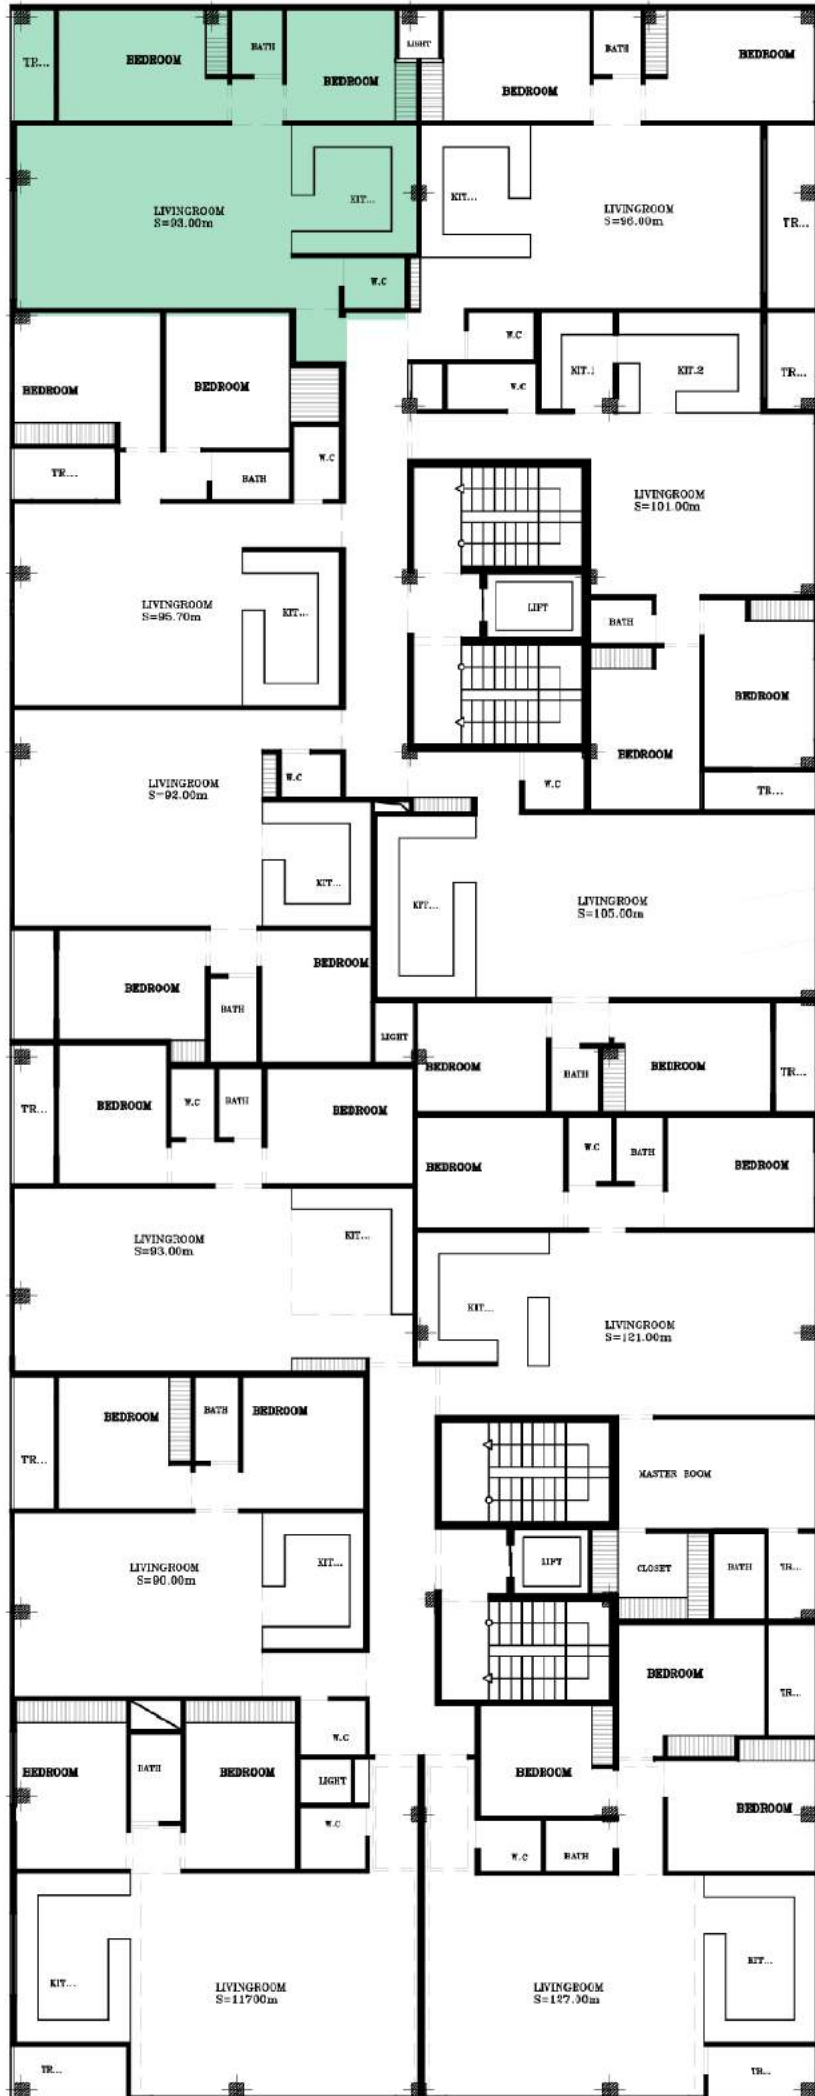 TR...
BEDROOM
BATH
BEDROOM
LIGHT
BEDROOM
BATH
BEDROOM
LIVINGROOM
S=93.00m
KIT...
KIT...
LIVINGROOM
S=96.00m
TR...
W.C
W.C
BEDROOM
BEDROOM
W.C
KIT.1
KIT.2
TR...
TR...
BATH
W.C
LIVINGROOM
S=101.00m
LIVINGROOM
S=95.70m
KIT...
LIFT
BATH
BEDROOM
BEDROOM
LIVINGROOM
S=92.00m
W.C
W.C
TR...
KIT...
KIT...
LIVINGROOM
S=105.00m
BEDROOM
BATH
BEDROOM
LIGHT
BEDROOM
BATH
BEDROOM
TR...
TR...
BEDROOM
W.C
BATH
BEDROOM
BEDROOM
W.C
BATH
BEDROOM
LIVINGROOM
S=93.00m
KIT...
KIT...
LIVINGROOM
S=121.00m
TR...
BEDROOM
BATH
BEDROOM
MASTER ROOM
LIVINGROOM
S=90.00m
KIT...
LIFT
CLOSET
BATH
TR...
BEDROOM
TR...
BEDROOM
BATH
BEDROOM
W.C
LIGHT
W.C
BEDROOM
BEDROOM
W.C
BATH
KIT...
LIVINGROOM
S=11700m
LIVINGROOM
S=127.00m
KIT...
TR...
TR...